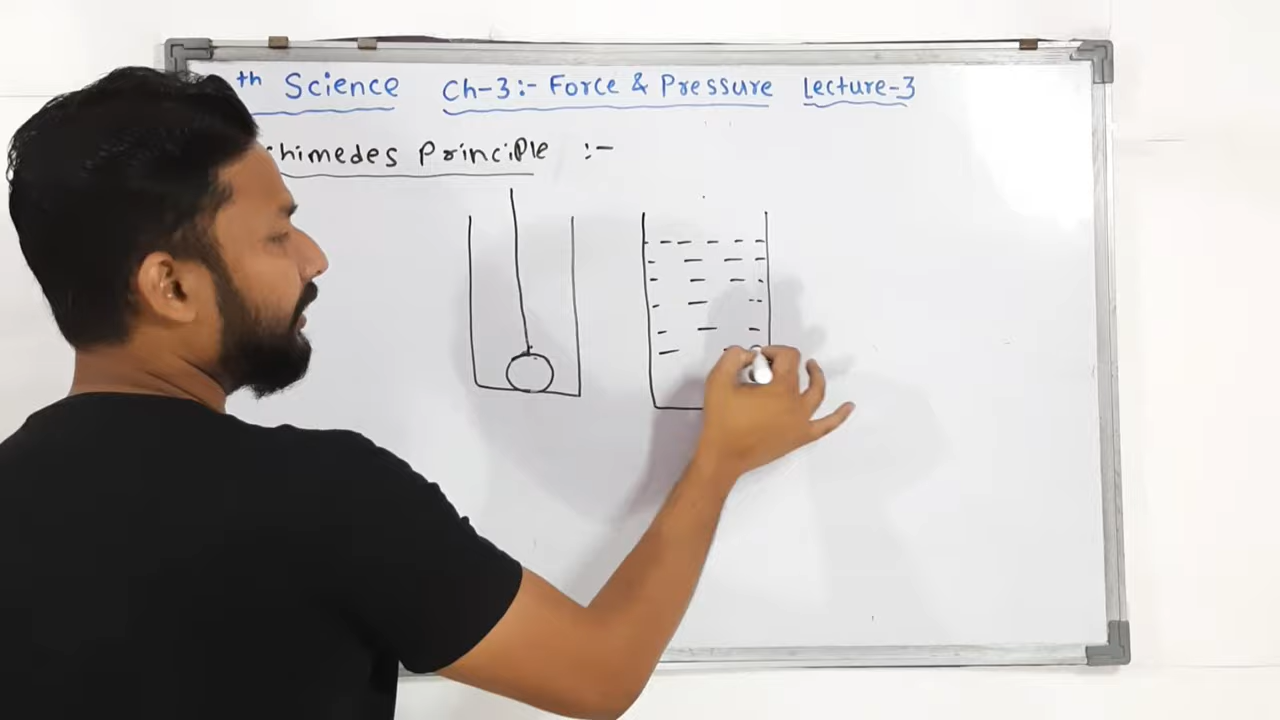 th Science Ch-3:- Force & Pressure Lecture-3
chimedes Principle :-